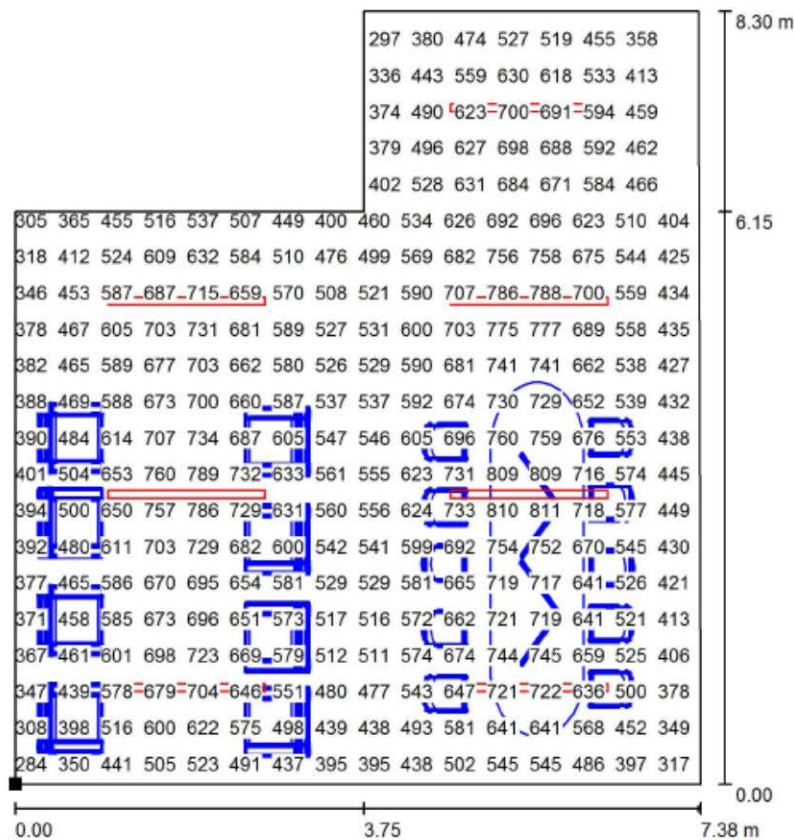 297 380 474 527 519 455 358
8.30 m
336 443 559 630 618 533 413
374 490 623 700 691 594 459
379 496 627 698 688 592 462
402 528 631 684 671 584 466
305 365 455 516 537 507 449 400 460 534 626 692 696 623 510 404
6.15
318 412 524 609 632 584 510 476 499 569 682 756 758 675 544 425
346 453 587 687 715 659 570 508 521 590 707 786 788 700 559 434
378 467 605 703 731 681 589 527 531 600 703 775 777 689 558 435
382 465 589 677 703 662 580 526 529 590 681 741 741 662 538 427
388 469 588 673 700 660 587 537 537 592 674 730 729 652 539 432
390 484 614 707 734 687 605 547 546 605 696 760 759 676 553 438
401 504 653 760 789 732 633 561 555 623 731 809 809 716 574 445
394 500 650 757 786 729 631 560 556 624 733 810 811 718 577 449
392 480 611 703 729 682 600 542 541 599 692 754 752 670 545 430
377 465 586 670 695 654 581 529 529 581 665 719 717 641 526 421
371 458 585 673 696 651 573 517 516 572 662 721 719 641 521 413
367 461 601 698 723 669 579 512 511 574 674 744 745 659 525 406
347 439 578 679 704 646 551 480 477 543 647 721 722 636 500 378
308 398 516 600 622 575 498 439 438 493 581 641 641 568 452 349
284 350 441 505 523 491 437 395 395 438 502 545 545 486 397 317
0.00
0.00 3.75 7.38 m